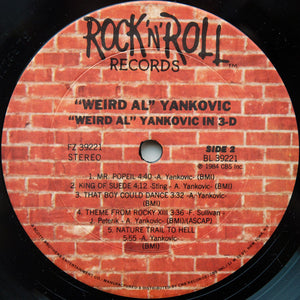 ROCK'N'ROLL
RECORDS
TM
"WEIRD AL" YANKOVIC
"WEIRD AL" YANKOVIC IN 3-D
FZ 39221
STEREO
SIDE 2
BL 39221
℗ 1984 CBS Inc.
1. MR. POPEIL 4:40 -A. Yankovic- (BMI)
2. KING OF SUEDE 4:12 -Sting - A. Yankovic- (BMI)
3. THAT BOY COULD DANCE 3:32 -A. Yankovic-
(BMI)
4. THEME FROM ROCKY XIII 3:36 -F. Sullivan -
J. Peterik - A. Yankovic- (BMI)(ASCAP)
5. NATURE TRAIL TO HELL
5:55 -A. Yankovic-
(BMI)